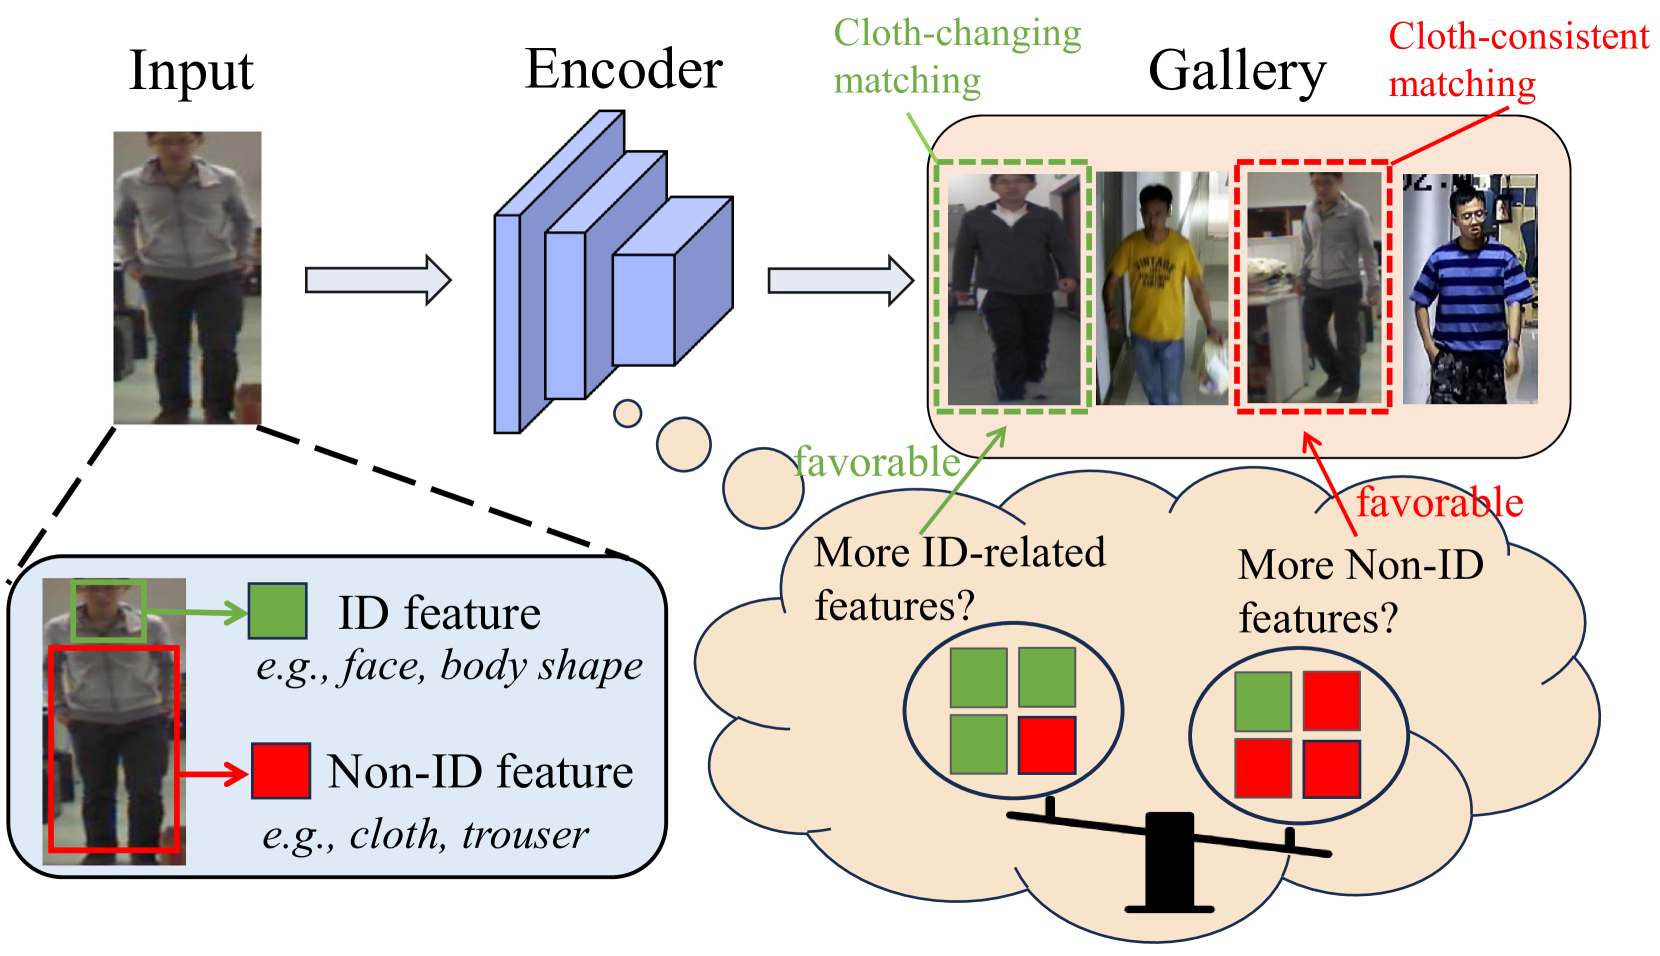 Input
Encoder
Cloth-changing
matching
Gallery
Cloth-consistent
matching
VINTAGE
favorable
favorable
More ID-related
features?
More Non-ID
features?
ID feature
e.g., face, body shape
Non-ID feature
e.g., cloth, trouser